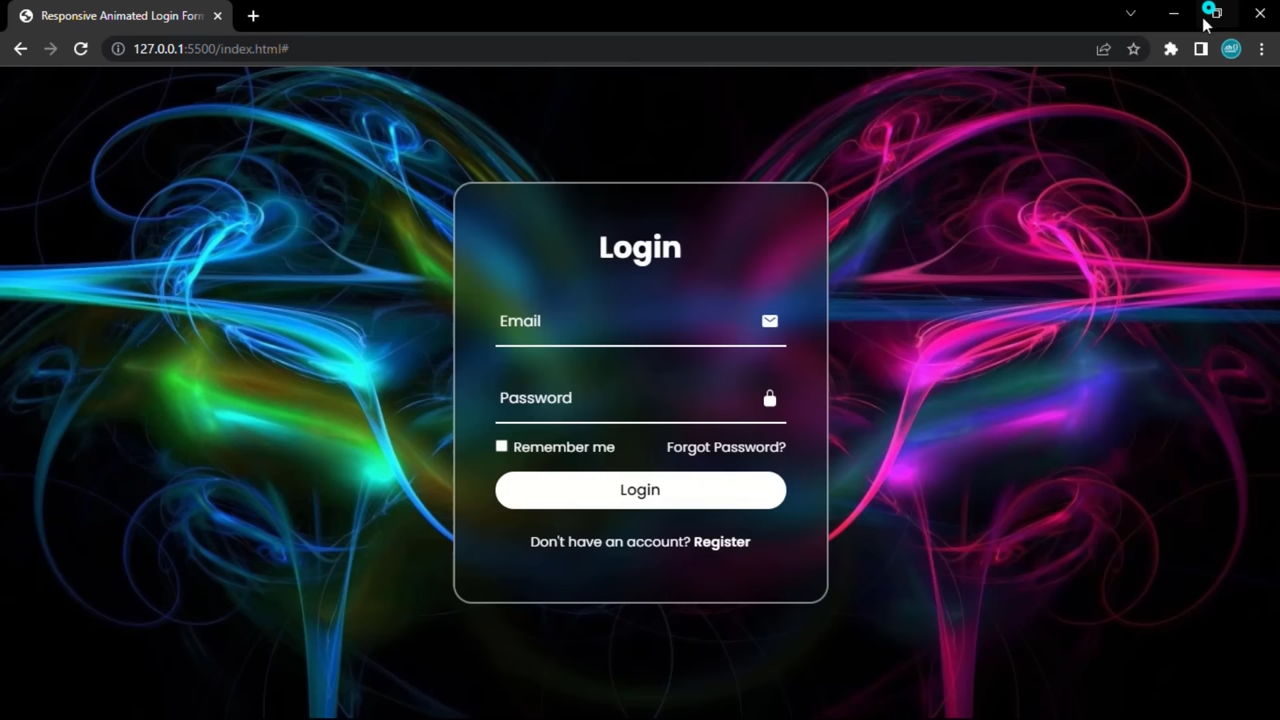 Responsive Animated Login Form
127.0.0.1:5500/index.html#
Login
Email
Password
Remember me Forgot Password?
Login
Don't have an account? Register